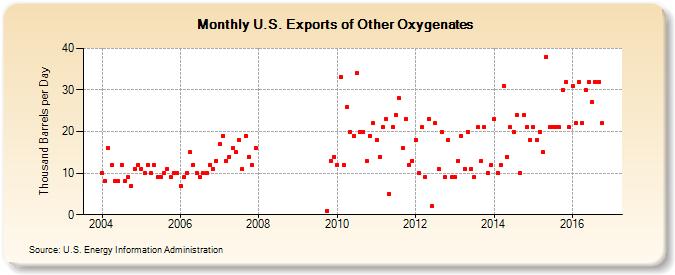 Monthly U.S. Exports of Other Oxygenates
Thousand Barrels per Day
40
30
20
10
0
2004 2006 2008 2010 2012 2014 2016
Source: U.S. Energy Information Administration